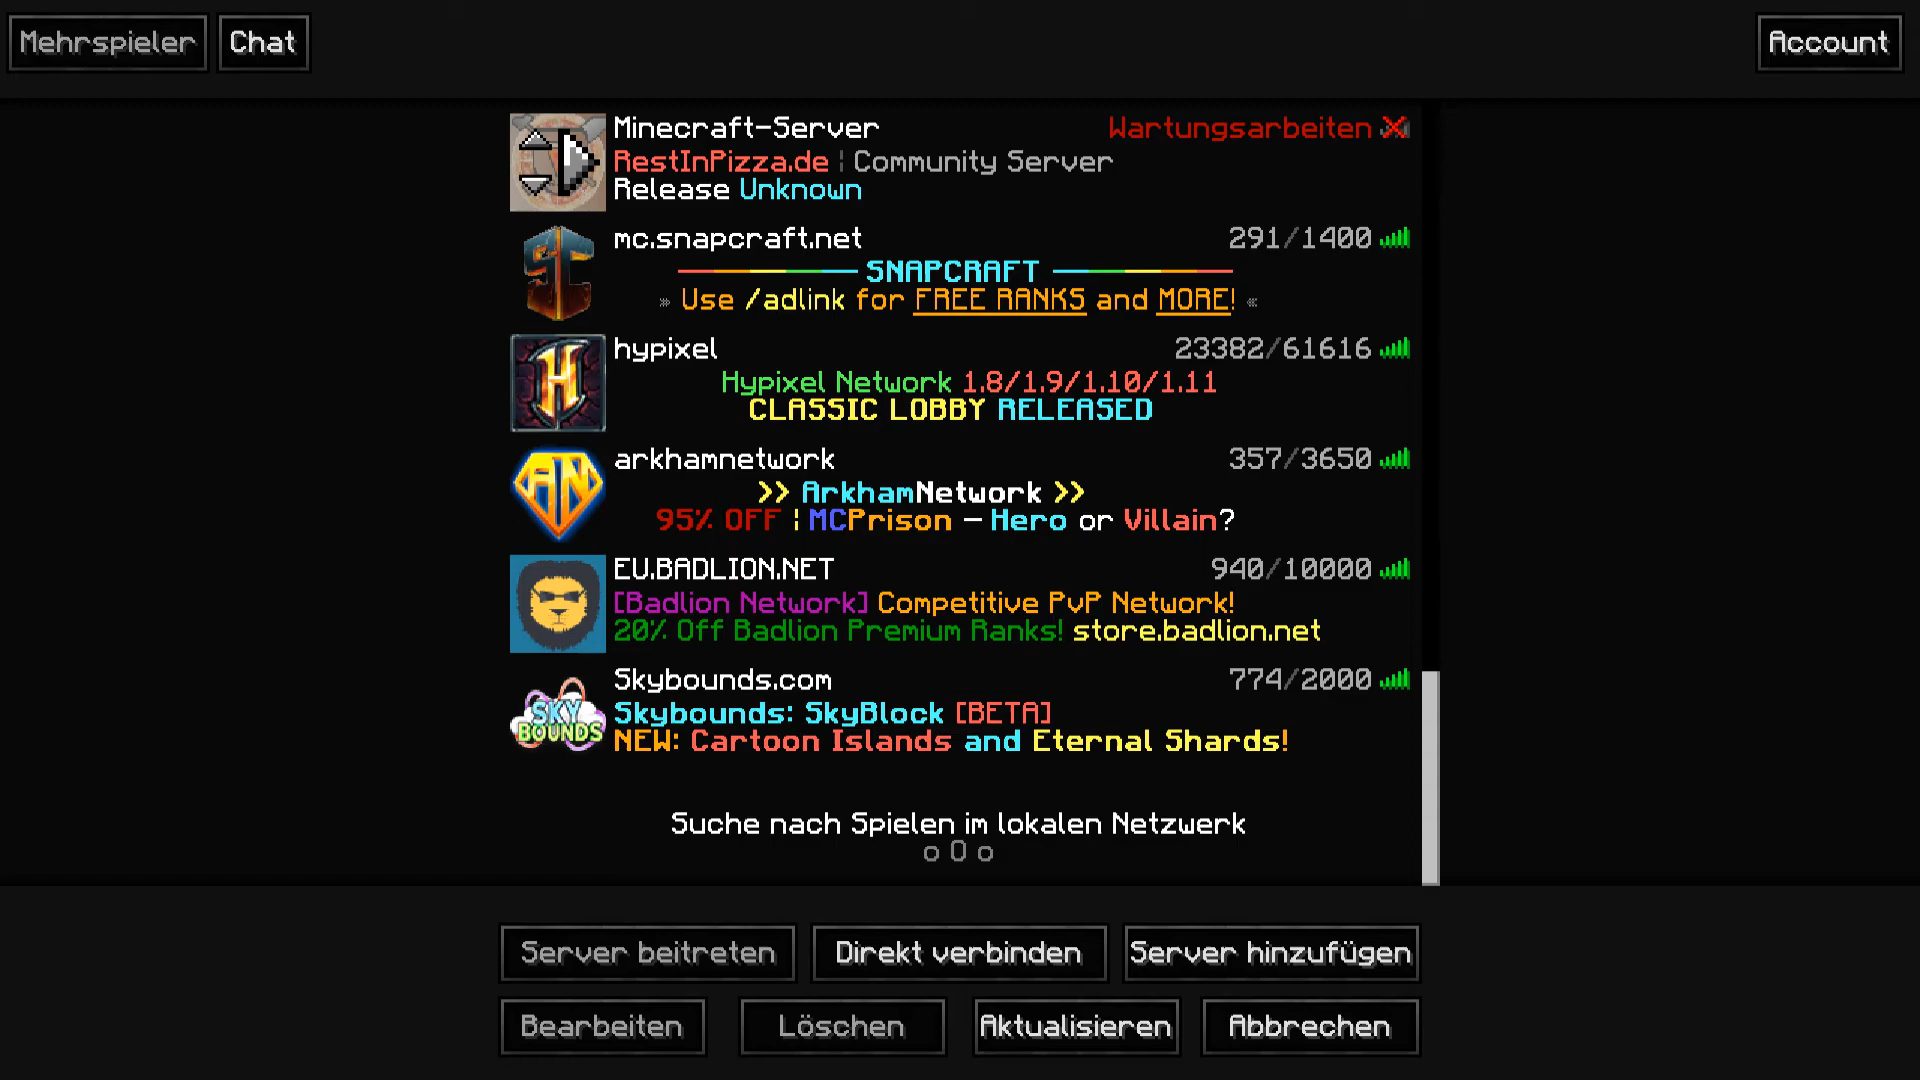 Mehrspieler Chat Account
Minecraft-Server Wartungsarbeiten
RestInPizza.de | Community Server
Release Unknown
SC
mc.snapcraft.net 291/1400
SNAPCRAFT
» Use /adlink for FREE RANKS and MORE! «
H
hypixel 23382/61616
Hypixel Network 1.8/1.9/1.10/1.11
CLASSIC LOBBY RELEASED
AN
arkhamnetwork 357/3650
>> ArkhamNetwork >>
95% OFF | MCPrison - Hero or Villain?
EU.BADLION.NET 940/10000
[Badlion Network] Competitive PvP Network!
20% Off Badlion Premium Ranks! store.badlion.net
Skybounds.com 774/2000
SKY BOUNDS
Skybounds: SkyBlock [BETA]
NEW: Cartoon Islands and Eternal Shards!
Suche nach Spielen im lokalen Netzwerk
o O o
Server beitreten Direkt verbinden Server hinzufügen
Bearbeiten Löschen Aktualisieren Abbrechen